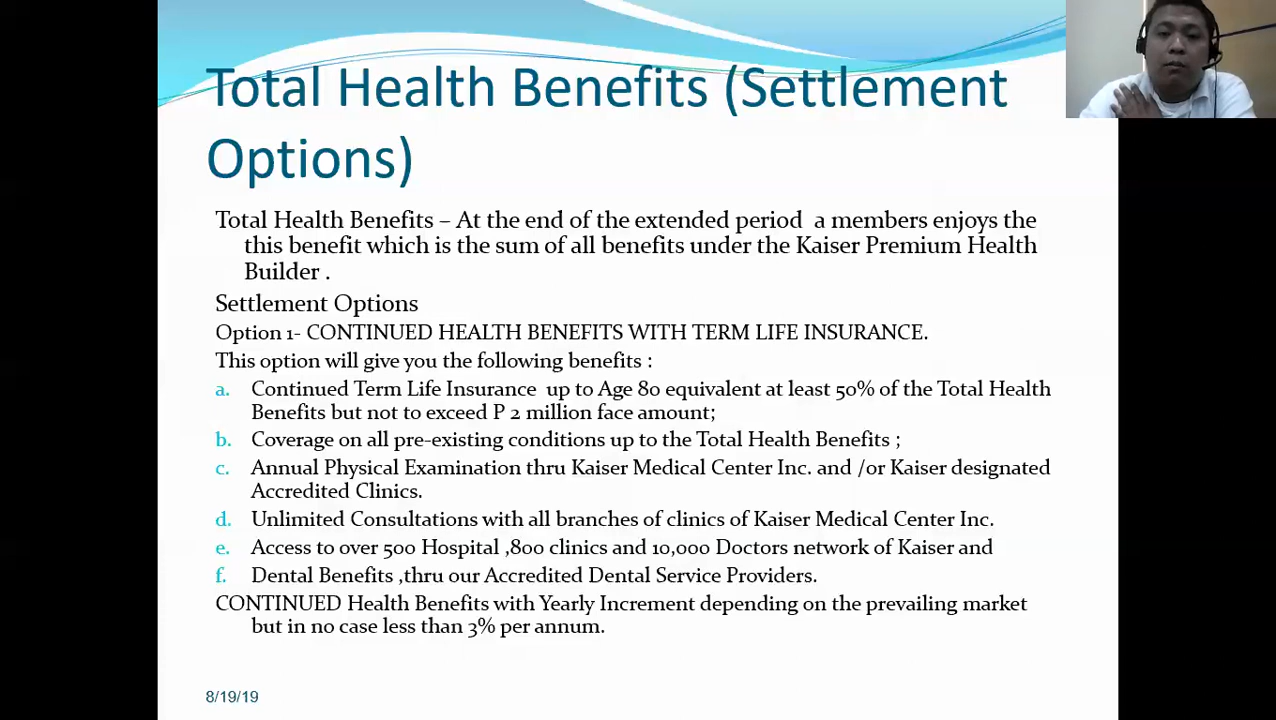 Total Health Benefits (Settlement
Options)
Total Health Benefits – At the end of the extended period a members enjoys the
this benefit which is the sum of all benefits under the Kaiser Premium Health
Builder .
Settlement Options
Option 1- CONTINUED HEALTH BENEFITS WITH TERM LIFE INSURANCE.
This option will give you the following benefits :
a. Continued Term Life Insurance up to Age 80 equivalent at least 50% of the Total Health
Benefits but not to exceed P 2 million face amount;
b. Coverage on all pre-existing conditions up to the Total Health Benefits ;
c. Annual Physical Examination thru Kaiser Medical Center Inc. and /or Kaiser designated
Accredited Clinics.
d. Unlimited Consultations with all branches of clinics of Kaiser Medical Center Inc.
e. Access to over 500 Hospital ,800 clinics and 10,000 Doctors network of Kaiser and
f. Dental Benefits ,thru our Accredited Dental Service Providers.
CONTINUED Health Benefits with Yearly Increment depending on the prevailing market
but in no case less than 3% per annum.
8/19/19